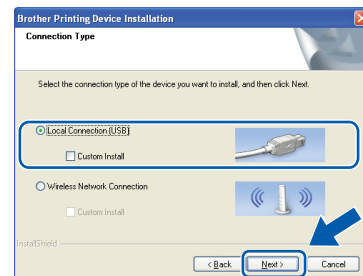 Brother Printing Device Installation
Connection Type
Select the connection type of the device you want to install, and then click Next.
Local Connection (USB)
Custom Install
Wireless Network Connection
Custom Install
InstallShield
< Back
Next >
Cancel